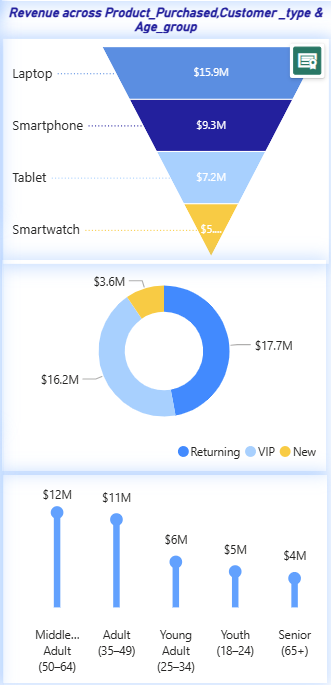 Revenue across Product_Purchased,Customer _type &
Age_group
Laptop
$15.9M
Smartphone
$9.3M
Tablet
$7.2M
Smartwatch
$5...
$3.6M
$17.7M
$16.2M
Returning VIP New
$12M
$11M
$6M
$5M
$4M
Middle... Adult Young Youth Senior
Adult (35–49) Adult (18–24) (65+)
(50–64) (25–34)